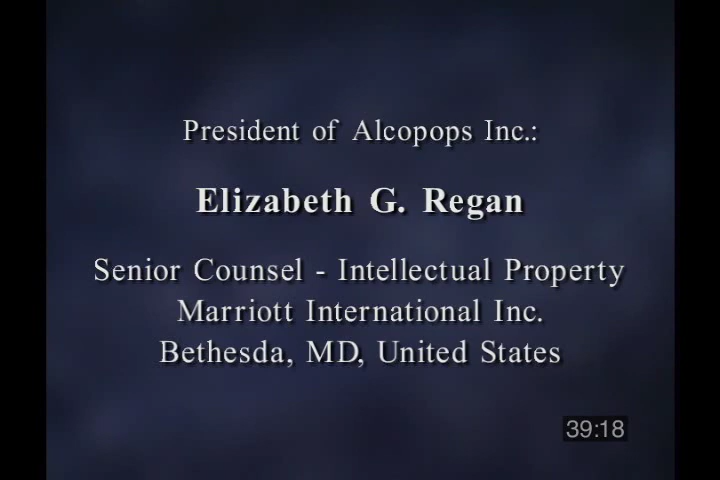 President of Alcopops Inc.:
Elizabeth G. Regan
Senior Counsel - Intellectual Property
Marriott International Inc.
Bethesda, MD, United States
39:18